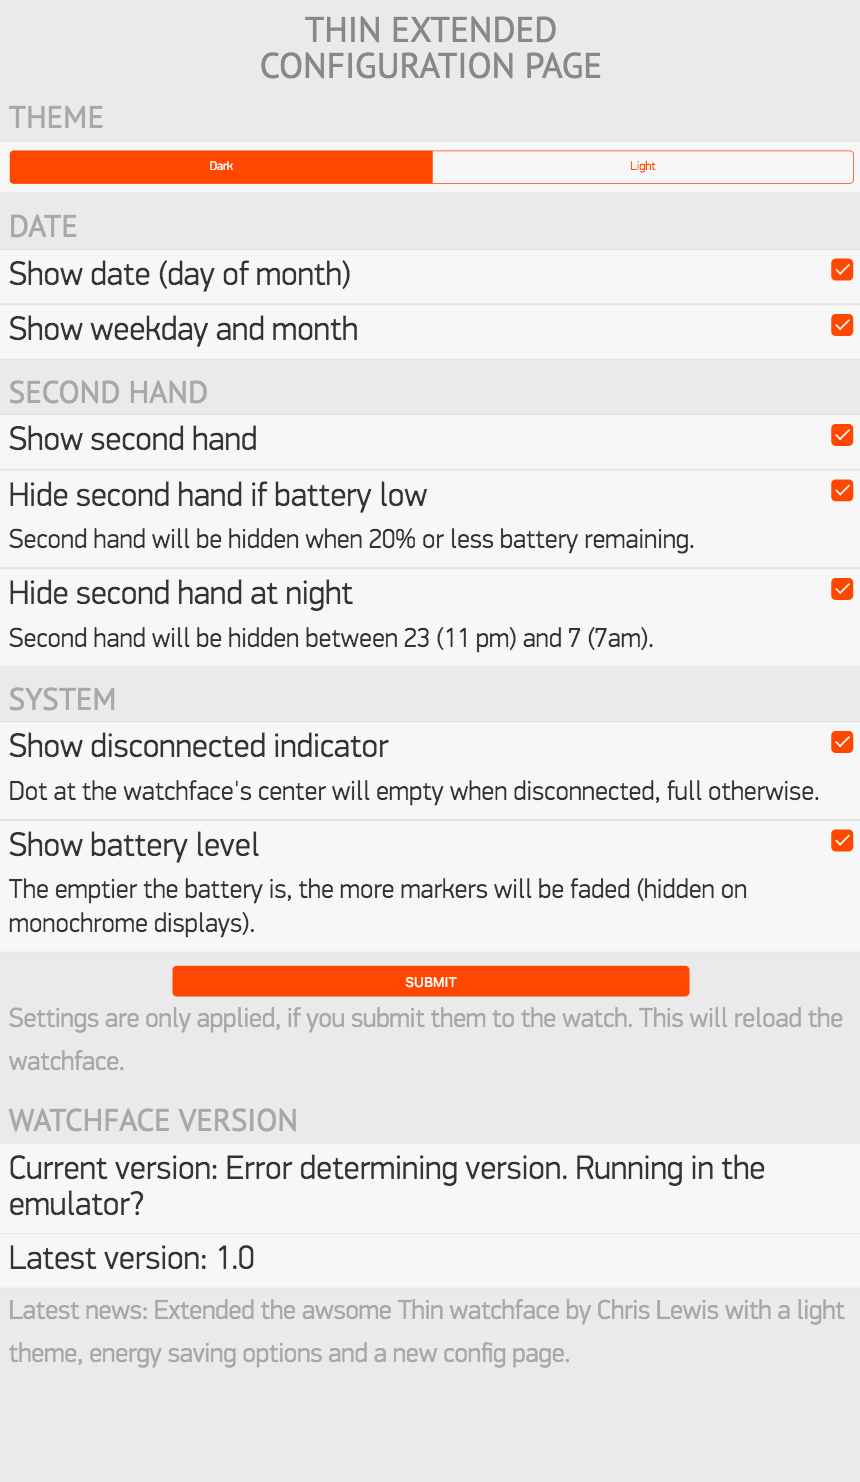 THIN EXTENDED
CONFIGURATION PAGE
THEME
Dark
Light
DATE
Show date (day of month)
Show weekday and month
SECOND HAND
Show second hand
Hide second hand if battery low
Second hand will be hidden when 20% or less battery remaining.
Hide second hand at night
Second hand will be hidden between 23 (11 pm) and 7 (7am).
SYSTEM
Show disconnected indicator
Dot at the watchface's center will empty when disconnected, full otherwise.
Show battery level
The emptier the battery is, the more markers will be faded (hidden on
monochrome displays).
SUBMIT
Settings are only applied, if you submit them to the watch. This will reload the
watchface.
WATCHFACE VERSION
Current version: Error determining version. Running in the
emulator?
Latest version: 1.0
Latest news: Extended the awsome Thin watchface by Chris Lewis with a light
theme, energy saving options and a new config page.